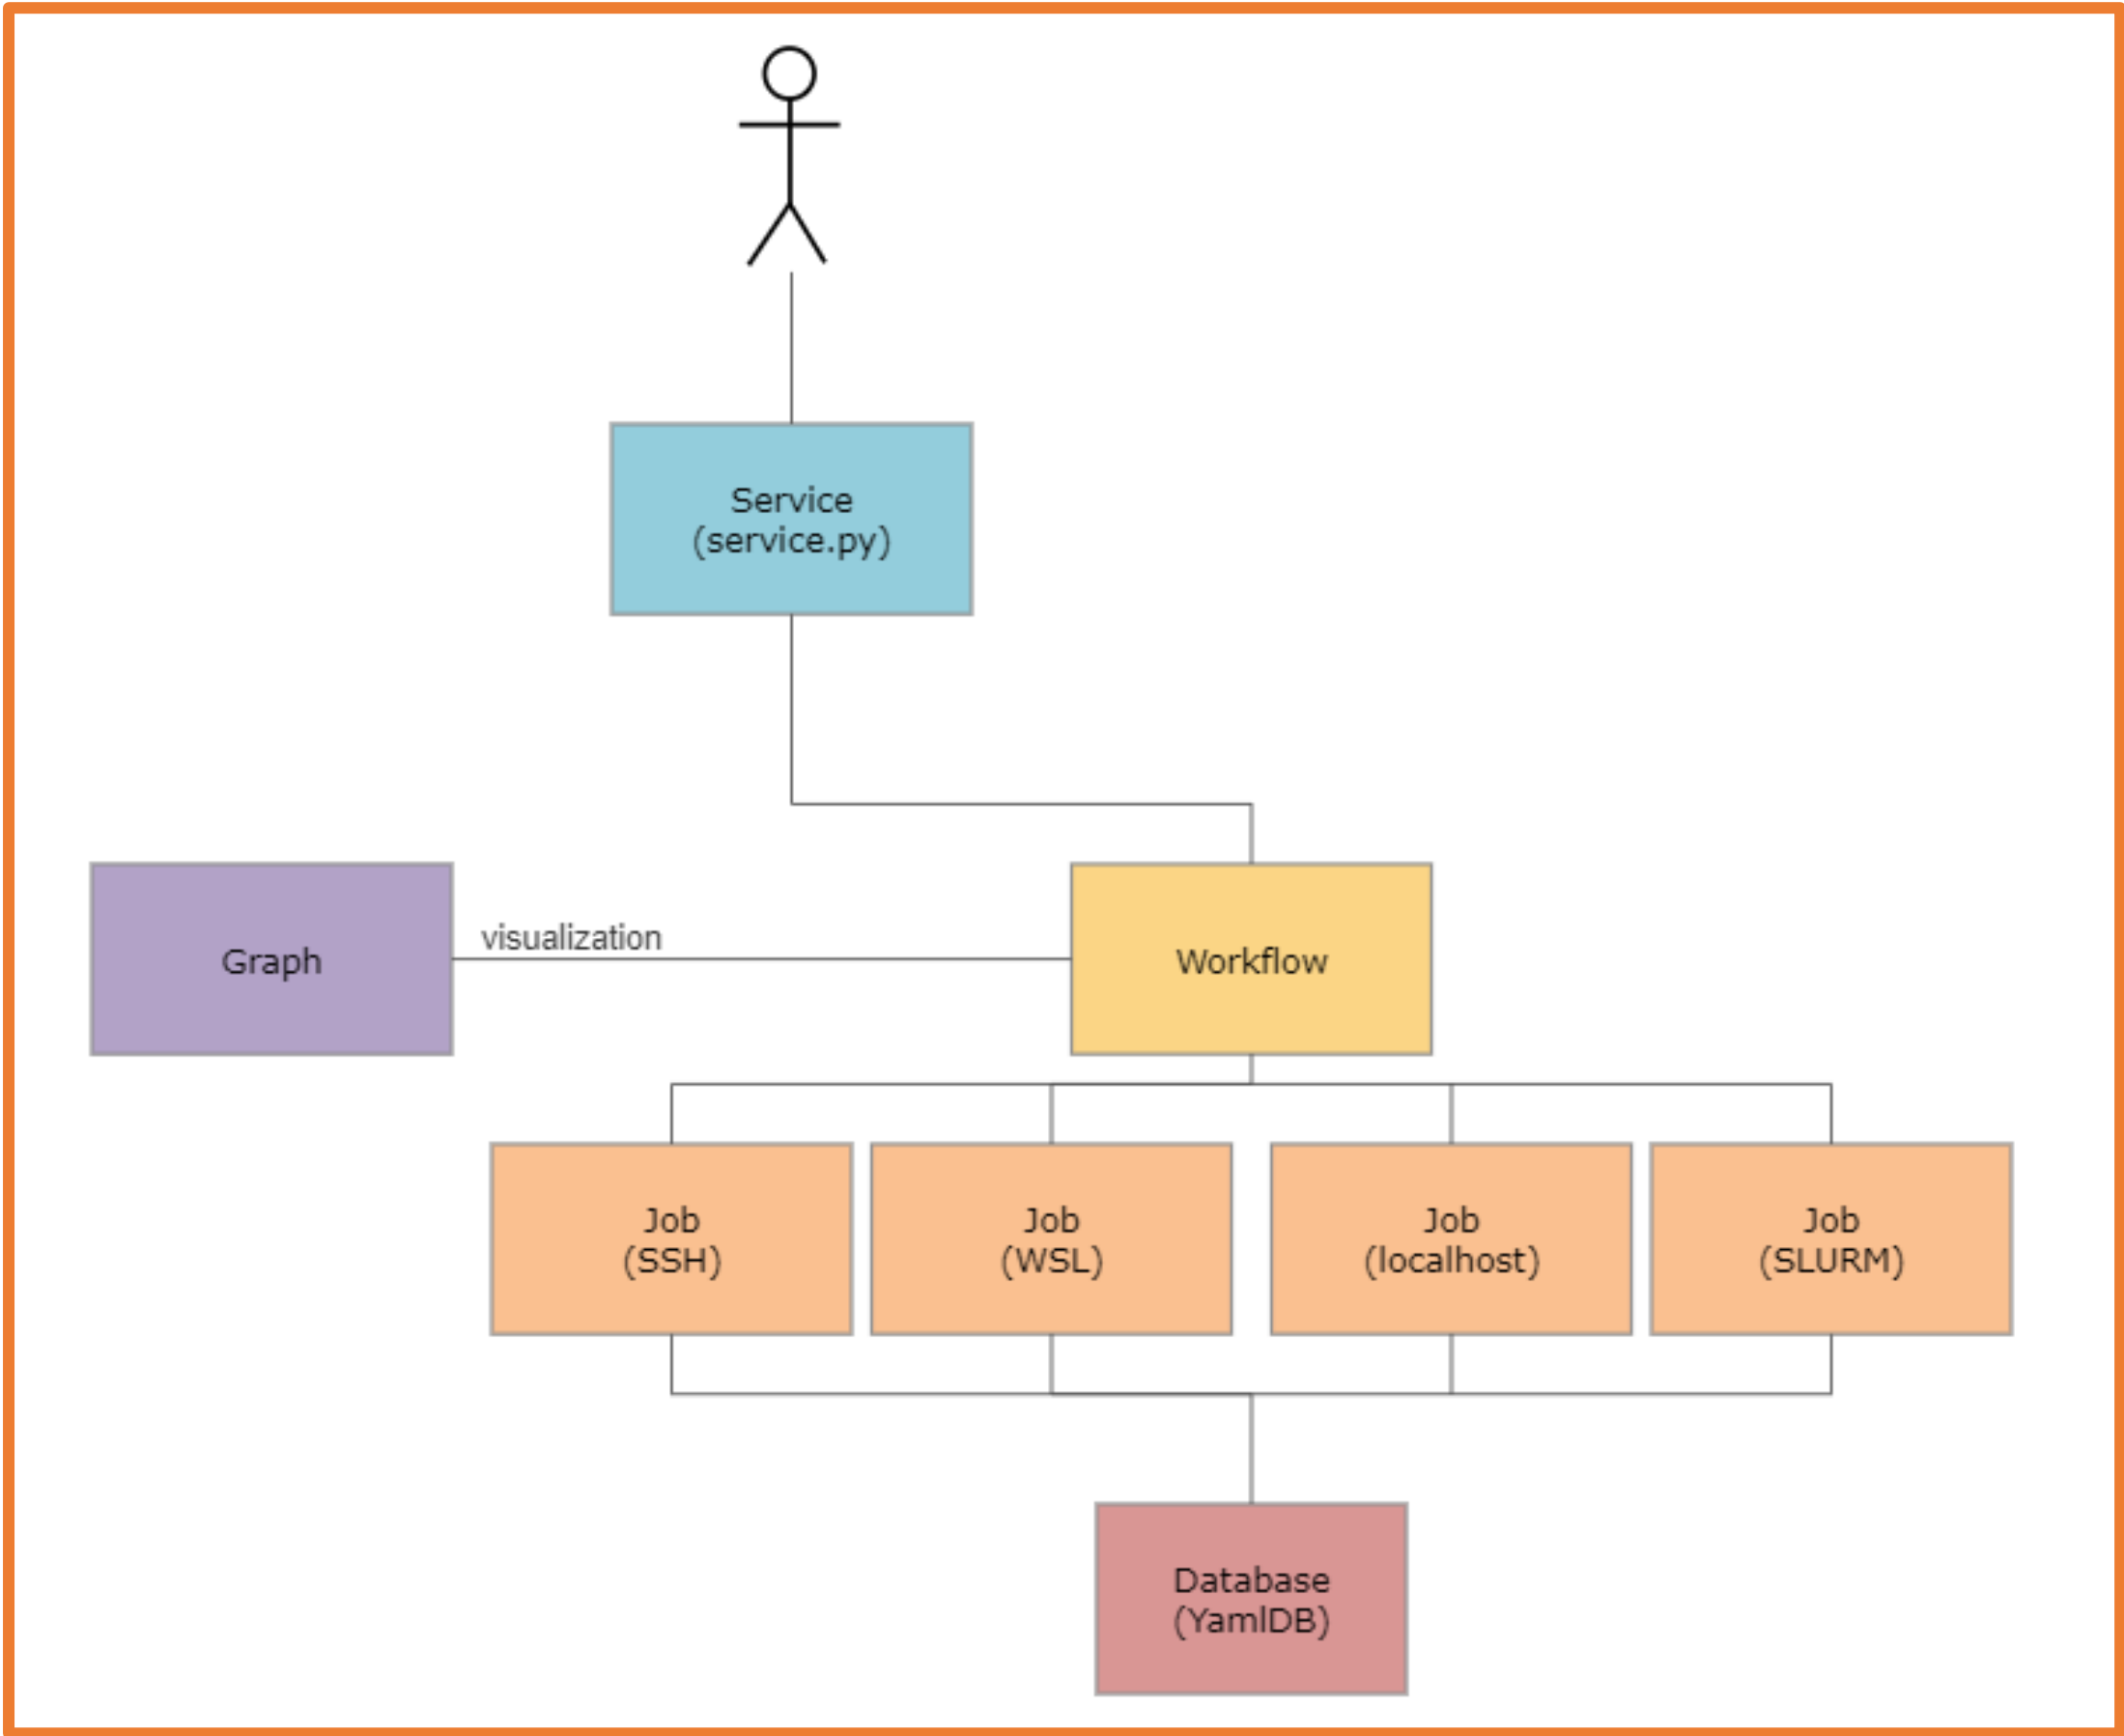 Service
(service.py)
visualization
Graph
Workflow
Job
(SSH)
Job
(WSL)
Job
(localhost)
Job
(SLURM)
Database
(YamlDB)